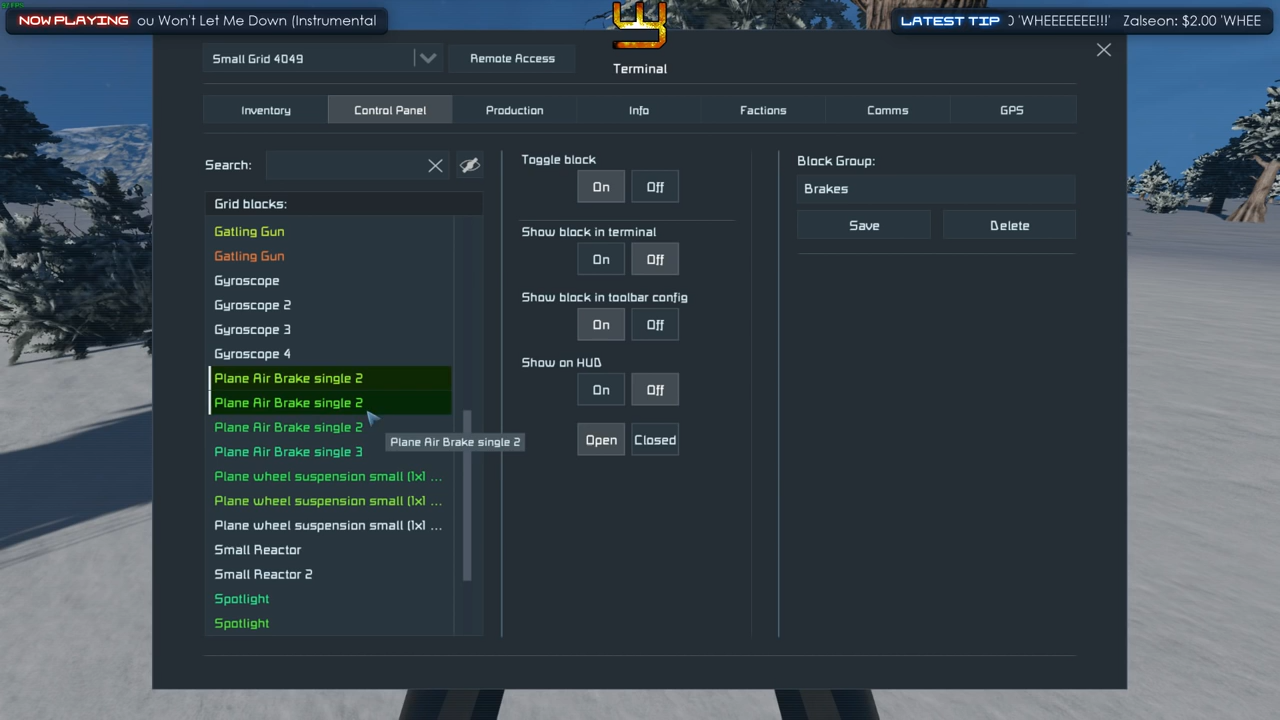 NOW PLAYING ou Won't Let Me Down (Instrumental
LATEST TIP 'WHEEEEEEE!!!' Zalseon: $2.00 'WHEE
Small Grid 4049
Remote Access
Terminal
Inventory
Control Panel
Production
Info
Factions
Comms
GPS
Search:
Grid blocks:
Gatling Gun
Gatling Gun
Gyroscope
Gyroscope 2
Gyroscope 3
Gyroscope 4
Plane Air Brake single 2
Plane Air Brake single 2
Plane Air Brake single 2
Plane Air Brake single 3
Plane wheel suspension small (1x1 ...
Plane wheel suspension small (1x1 ...
Plane wheel suspension small (1x1 ...
Small Reactor
Small Reactor 2
Spotlight
Spotlight
Plane Air Brake single 2
Toggle block
On Off
Show block in terminal
On Off
Show block in toolbar config
On Off
Show on HUD
On Off
Open Closed
Block Group:
Brakes
Save Delete